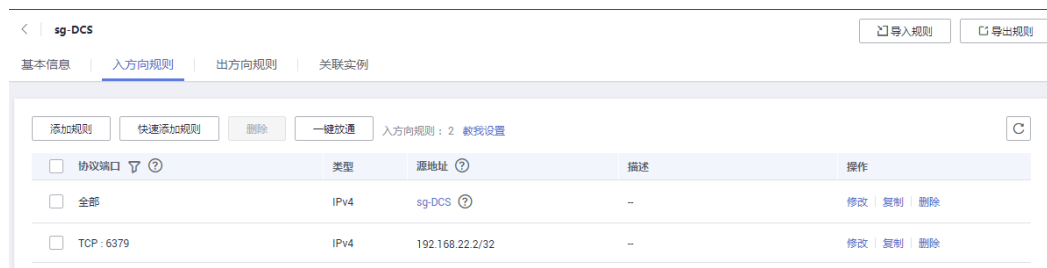 sg-DCS
导入规则 导出规则
基本信息 入方向规则 出方向规则 关联实例
添加规则 快速添加规则 删除 一键放通 入方向规则：2 教我设置
协议端口 类型 源地址 描述 操作
全部 IPv4 sg-DCS -- 修改 复制 删除
TCP : 6379 IPv4 192.168.22.2/32 -- 修改 复制 删除